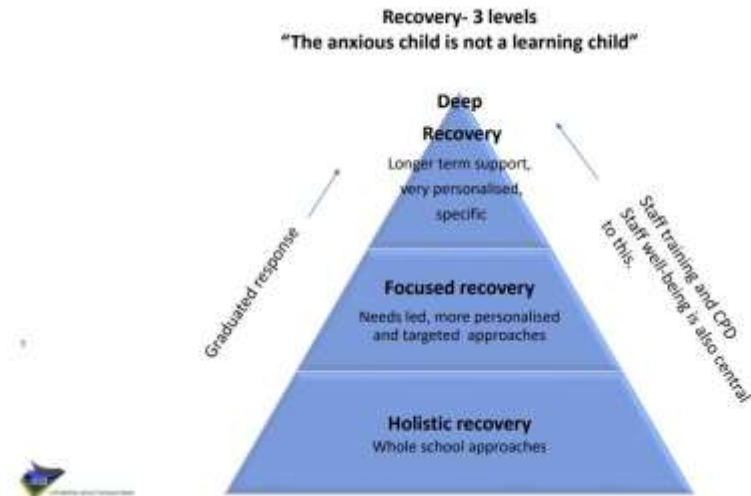 Recovery- 3 levels
“The anxious child is not a learning child”
Deep
Recovery
Longer term support,
very personalised,
specific
Graduated response
Staff training and CPD
Staff well-being is also central
to this.
Focused recovery
Needs led, more personalised
and targeted approaches
Holistic recovery
Whole school approaches